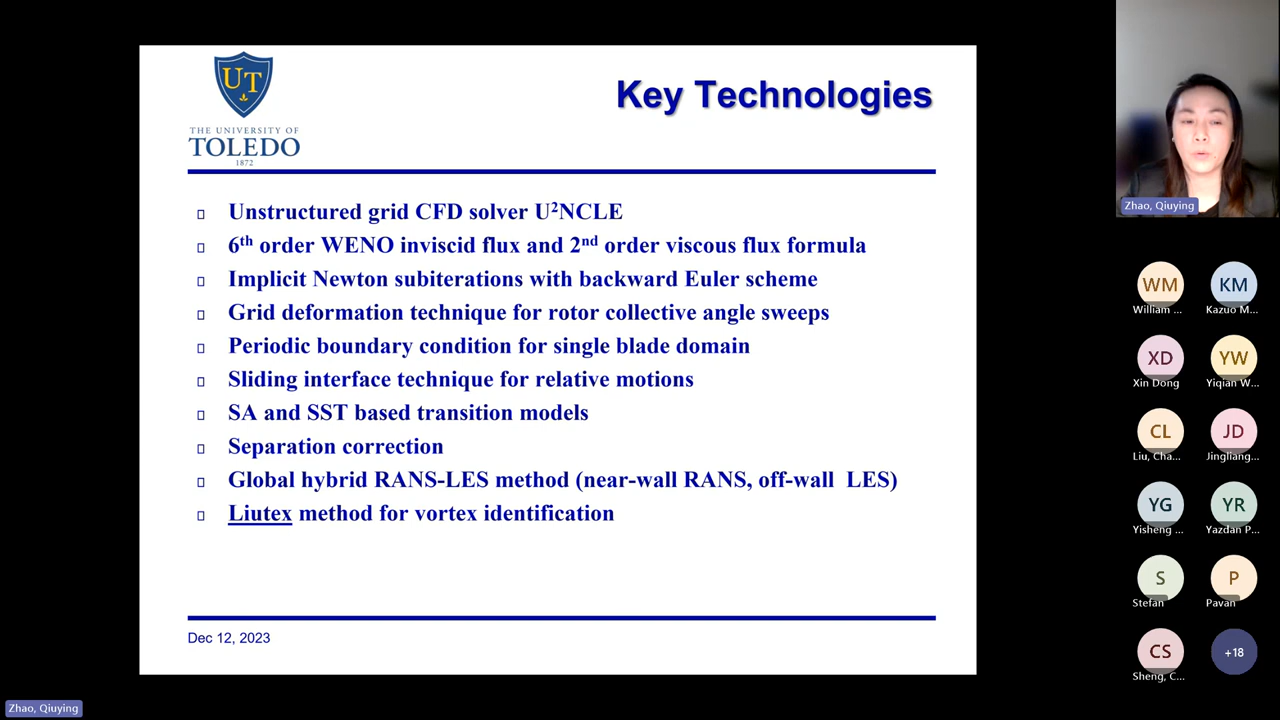 UT
THE UNIVERSITY OF
TOLEDO
1872
Key Technologies
Unstructured grid CFD solver U²NCLE
6th order WENO inviscid flux and 2nd order viscous flux formula
Implicit Newton subiterations with backward Euler scheme
Grid deformation technique for rotor collective angle sweeps
Periodic boundary condition for single blade domain
Sliding interface technique for relative motions
SA and SST based transition models
Separation correction
Global hybrid RANS-LES method (near-wall RANS, off-wall LES)
Liutex method for vortex identification
Dec 12, 2023
Zhao, Qiuying
WM
KM
William ...
Kazuo M...
XD
YW
Xin Dong
Yiqian W...
CL
JD
Liu, Cha...
Jingliang...
YG
YR
Yisheng ...
Yazdan P...
S
P
Stefan
Pavan
CS
+18
Sheng, C...
Zhao, Qiuying